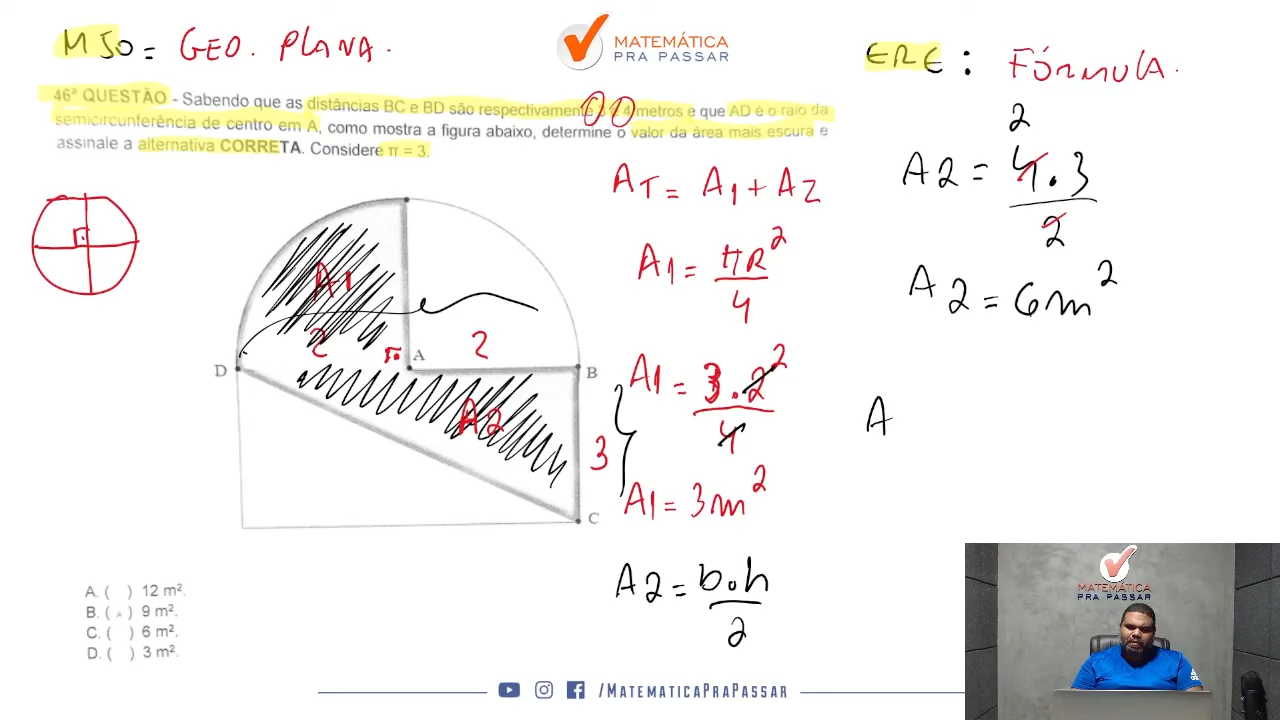 M50 = GEO. PLANA.
MATEMÁTICA
PRA PASSAR
ERE : FÓRMULA.
46ª QUESTÃO - Sabendo que as distâncias BC e BD são respectivamente 4 metros e que AD é o raio da
semicircunferência de centro em A, como mostra a figura abaixo, determine o valor da área mais escura e
assinale a alternativa CORRETA. Considere π = 3.
AT = A1 + A2
A1 = πR²
4
A1 = 3.2²
4
A1 = 3m²
A2 = b.h
2
2
A2 = 4.3
2
A2 = 6m²
A
A1
2
A
2
D
B
A2
3
C
A. ( ) 12 m².
B. ( ) 9 m².
C. ( ) 6 m².
D. ( ) 3 m².
/MATEMATICAPRAPASSAR
MATEMÁTICA
PRA PASSAR